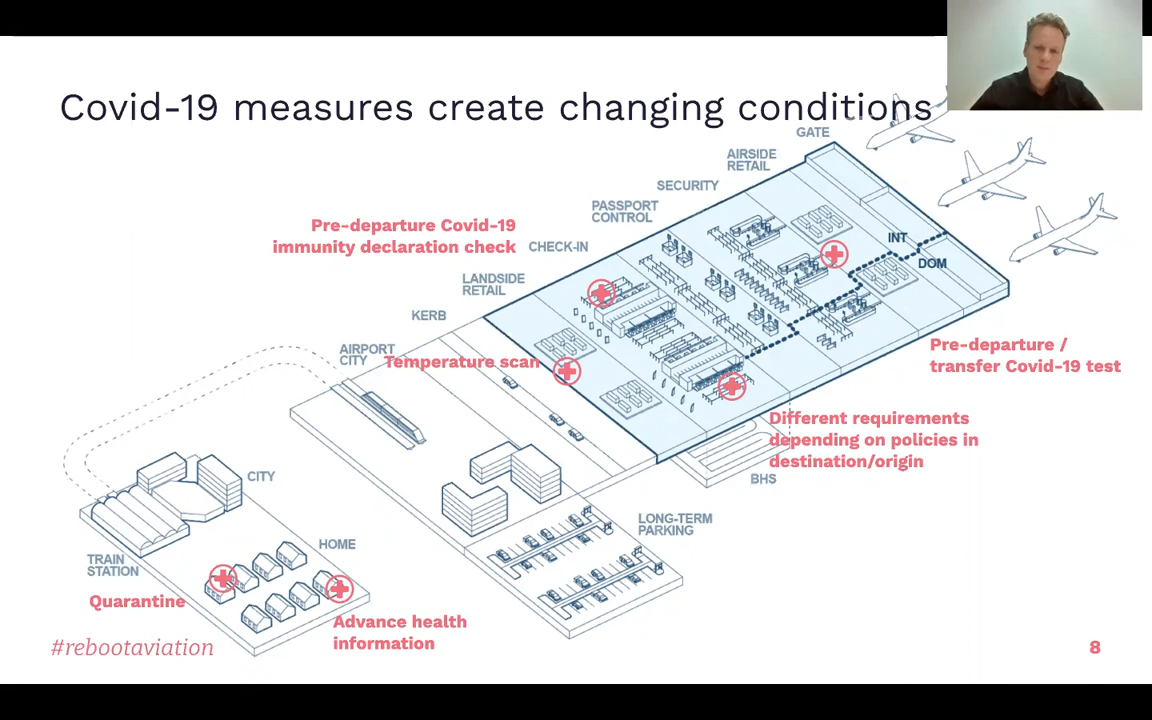 Covid-19 measures create changing conditions
GATE
AIRSIDE
RETAIL
SECURITY
PASSPORT
CONTROL
Pre-departure Covid-19
immunity declaration check
CHECK-IN
INT
DOM
LANDSIDE
RETAIL
KERB
AIRPORT
CITY
Temperature scan
Pre-departure /
transfer Covid-19 test
Different requirements
depending on policies in
destination/origin
BHS
CITY
LONG-TERM
PARKING
HOME
TRAIN
STATION
Quarantine
Advance health
information
#rebootaviation
8